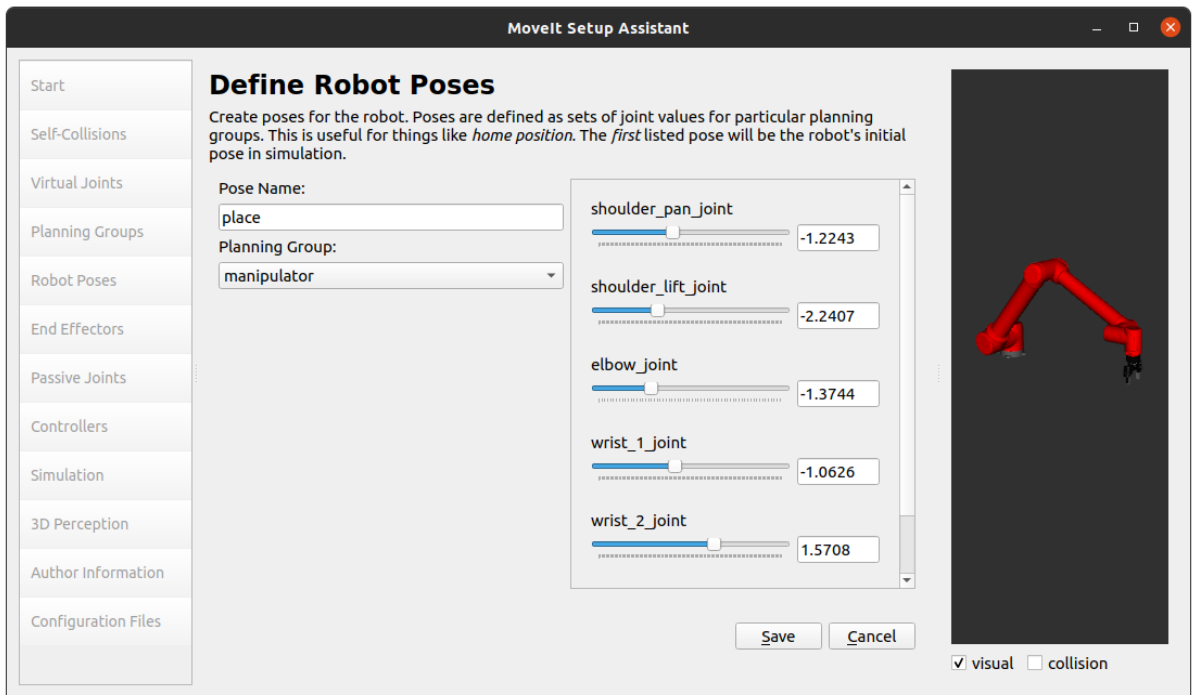 MoveIt Setup Assistant
Start
Self-Collisions
Virtual Joints
Planning Groups
Robot Poses
End Effectors
Passive Joints
Controllers
Simulation
3D Perception
Author Information
Configuration Files
Define Robot Poses
Create poses for the robot. Poses are defined as sets of joint values for particular planning
groups. This is useful for things like home position. The first listed pose will be the robot's initial
pose in simulation.
Pose Name:
place
Planning Group:
manipulator
shoulder_pan_joint
-1.2243
shoulder_lift_joint
-2.2407
elbow_joint
-1.3744
wrist_1_joint
-1.0626
wrist_2_joint
1.5708
Save
Cancel
visual
collision